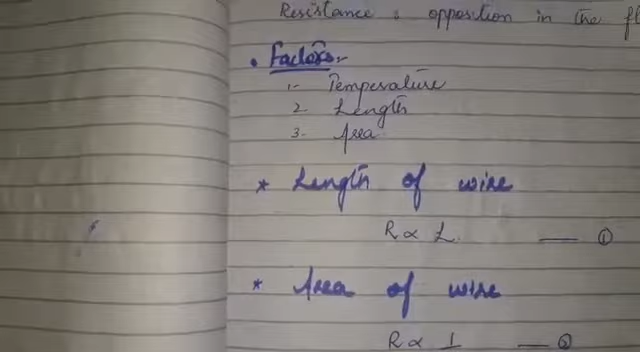 Resistance : opposition in the
• Factors:-
1- Temperature
2- Length
3- Area
* Length of wire
R ∝ L. — ①
* Area of wire
R ∝ 1 — ②